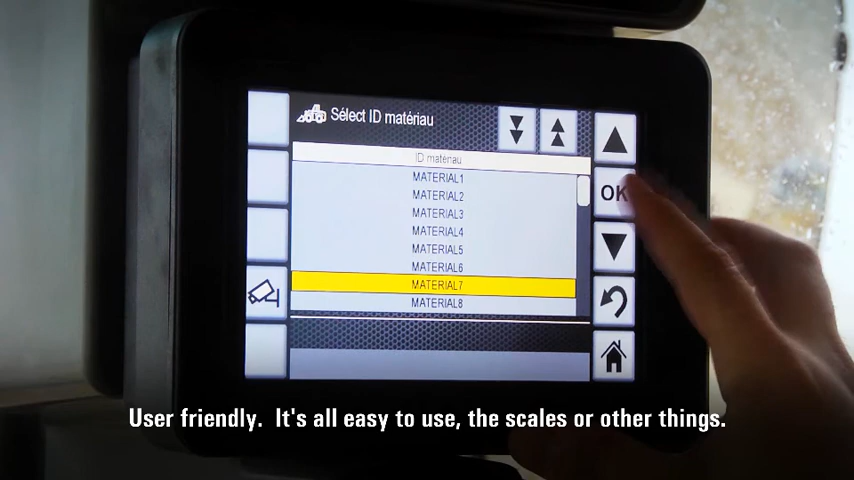 Sélect ID matériau
ID matériau
MATERIAL1
MATERIAL2
MATERIAL3
MATERIAL4
MATERIAL5
MATERIAL6
MATERIAL7
MATERIAL8
OK
User friendly. It's all easy to use, the scales or other things.